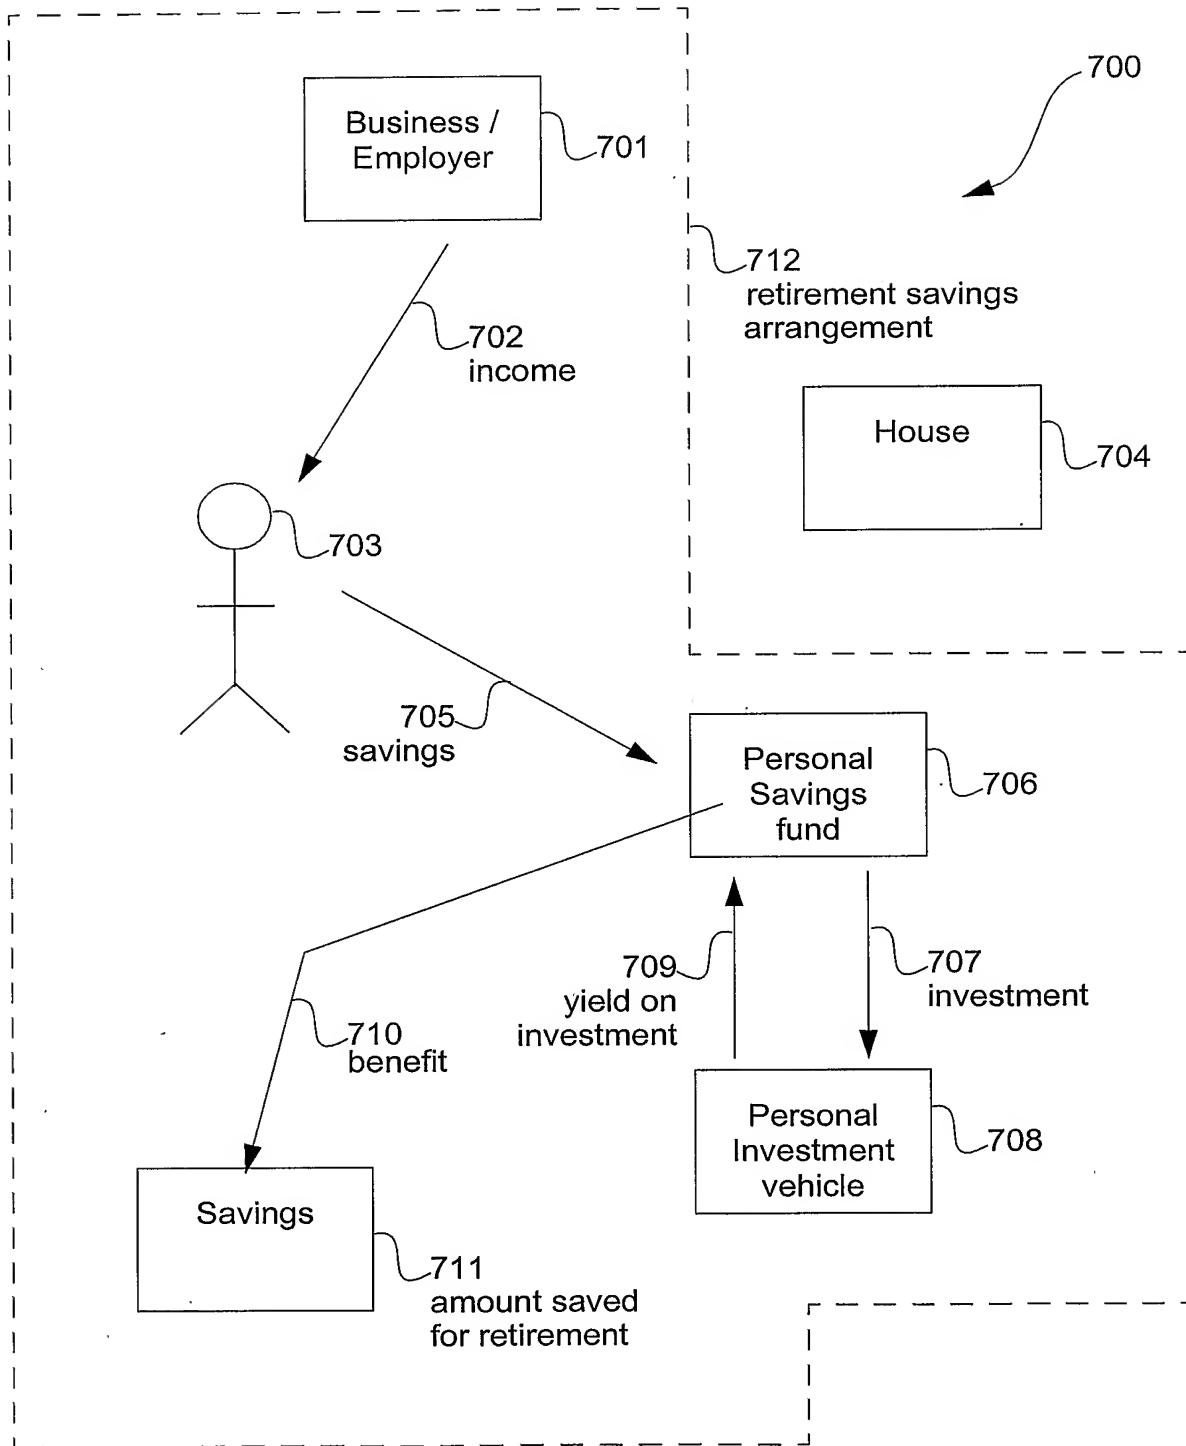 700
Business /
Employer
701
712
retirement savings
arrangement
702
income
House
704
703
705
savings
Personal
Savings
fund
706
709
yield on
investment
707
investment
710
benefit
Personal
Investment
vehicle
708
Savings
711
amount saved
for retirement